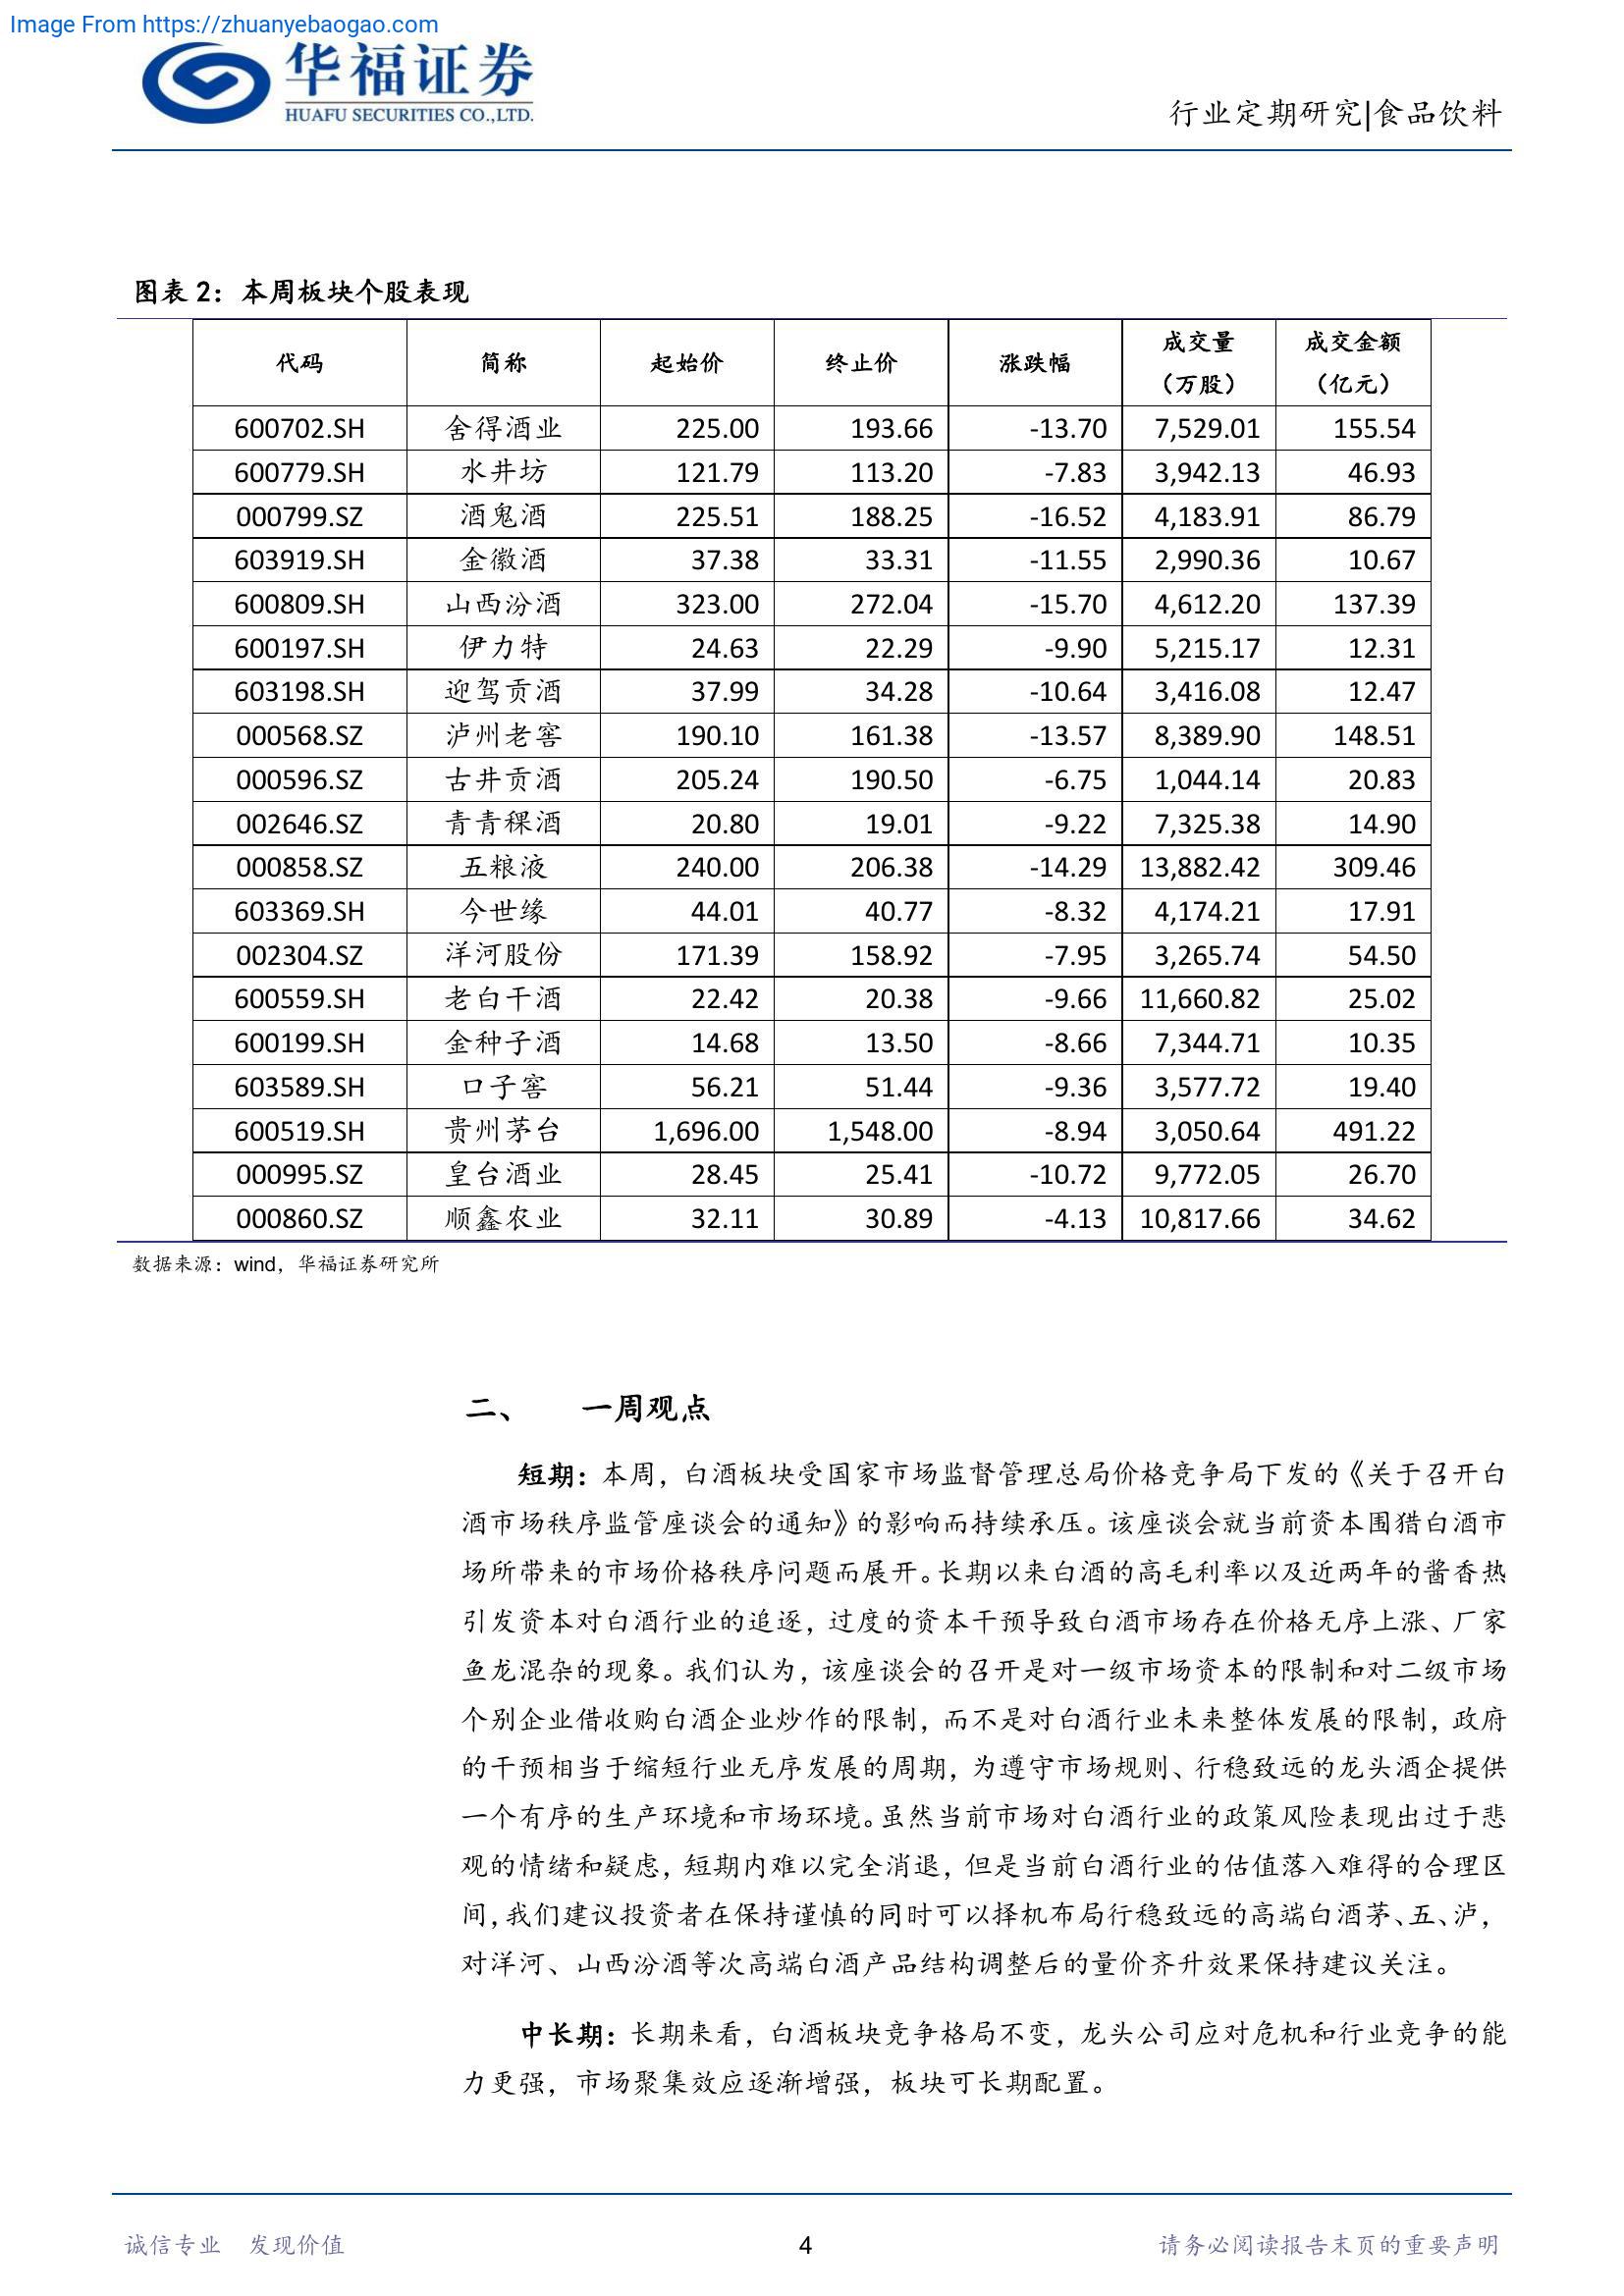 Image From https://zhuanyebaogao.com
华福证券
HUAFU SECURITIES CO.,LTD.
行业定期研究|食品饮料
图表 2：本周板块个股表现
代码 简称 起始价 终止价 涨跌幅 成交量（万股） 成交金额（亿元）
600702.SH 舍得酒业 225.00 193.66 -13.70 7,529.01 155.54
600779.SH 水井坊 121.79 113.20 -7.83 3,942.13 46.93
000799.SZ 酒鬼酒 225.51 188.25 -16.52 4,183.91 86.79
603919.SH 金徽酒 37.38 33.31 -11.55 2,990.36 10.67
600809.SH 山西汾酒 323.00 272.04 -15.70 4,612.20 137.39
600197.SH 伊力特 24.63 22.29 -9.90 5,215.17 12.31
603198.SH 迎驾贡酒 37.99 34.28 -10.64 3,416.08 12.47
000568.SZ 泸州老窖 190.10 161.38 -13.57 8,389.90 148.51
000596.SZ 古井贡酒 205.24 190.50 -6.75 1,044.14 20.83
002646.SZ 青青稞酒 20.80 19.01 -9.22 7,325.38 14.90
000858.SZ 五粮液 240.00 206.38 -14.29 13,882.42 309.46
603369.SH 今世缘 44.01 40.77 -8.32 4,174.21 17.91
002304.SZ 洋河股份 171.39 158.92 -7.95 3,265.74 54.50
600559.SH 老白干酒 22.42 20.38 -9.66 11,660.82 25.02
600199.SH 金种子酒 14.68 13.50 -8.66 7,344.71 10.35
603589.SH 口子窖 56.21 51.44 -9.36 3,577.72 19.40
600519.SH 贵州茅台 1,696.00 1,548.00 -8.94 3,050.64 491.22
000995.SZ 皇台酒业 28.45 25.41 -10.72 9,772.05 26.70
000860.SZ 顺鑫农业 32.11 30.89 -4.13 10,817.66 34.62
数据来源：wind，华福证券研究所
二、 一周观点
短期：本周，白酒板块受国家市场监督管理总局价格竞争局下发的《关于召开白
酒市场秩序监管座谈会的通知》的影响而持续承压。该座谈会就当前资本围猎白酒市
场所带来的市场价格秩序问题而展开。长期以来白酒的高毛利率以及近两年的酱香热
引发资本对白酒行业的追逐，过度的资本干预导致白酒市场存在价格无序上涨、厂家
鱼龙混杂的现象。我们认为，该座谈会的召开是对一级市场资本的限制和对二级市场
个别企业借收购白酒企业炒作的限制，而不是对白酒行业未来整体发展的限制，政府
的干预相当于缩短行业无序发展的周期，为遵守市场规则、行稳致远的龙头酒企提供
一个有序的生产环境和市场环境。虽然当前市场对白酒行业的政策风险表现出过于悲
观的情绪和疑虑，短期内难以完全消退，但是当前白酒行业的估值落入难得的合理区
间，我们建议投资者在保持谨慎的同时可以择机布局行稳致远的高端白酒茅、五、泸，
对洋河、山西汾酒等次高端白酒产品结构调整后的量价齐升效果保持建议关注。
中长期：长期来看，白酒板块竞争格局不变，龙头公司应对危机和行业竞争的能
力更强，市场聚集效应逐渐增强，板块可长期配置。
诚信专业 发现价值 4 请务必阅读报告末页的重要声明